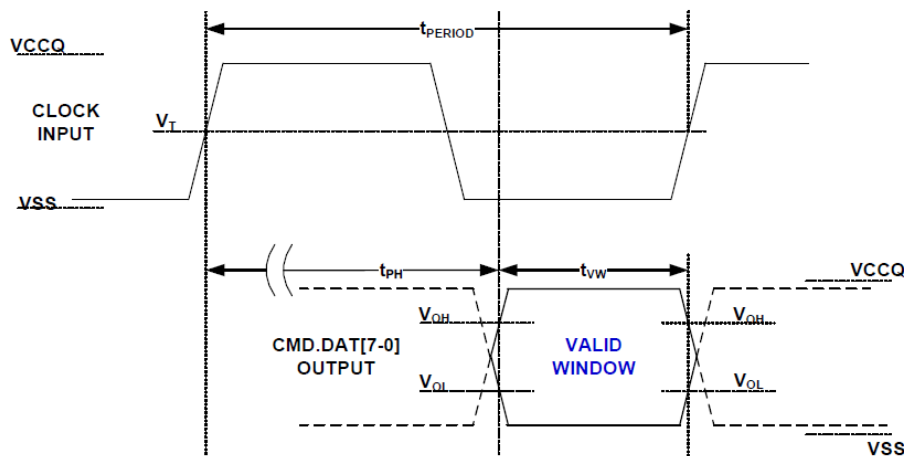 tPERIOD
VCCQ
CLOCK
INPUT
VT
VSS
tPH
tVW
VCCQ
VOH
VOH
CMD.DAT[7-0]
OUTPUT
VALID
WINDOW
VOL
VOL
VSS